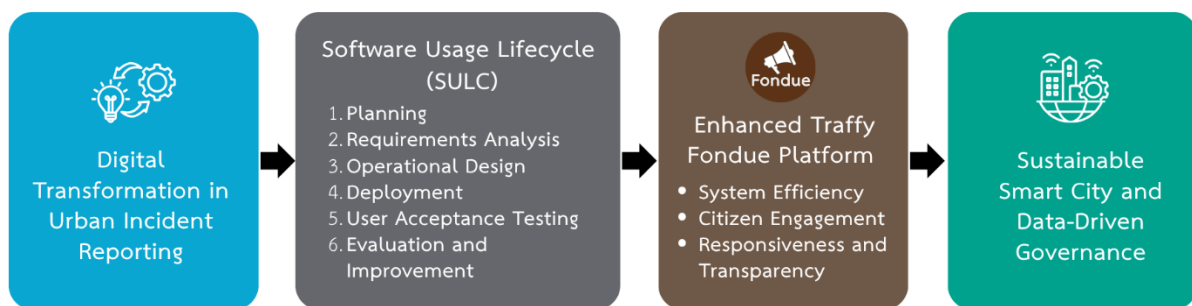 Digital
Transformation in
Urban Incident
Reporting
Software Usage Lifecycle
(SULC)
1. Planning
2. Requirements Analysis
3. Operational Design
4. Deployment
5. User Acceptance Testing
6. Evaluation and
Improvement
Fondue
Enhanced Traffy
Fondue Platform
• System Efficiency
• Citizen Engagement
• Responsiveness and
Transparency
Sustainable
Smart City and
Data-Driven
Governance